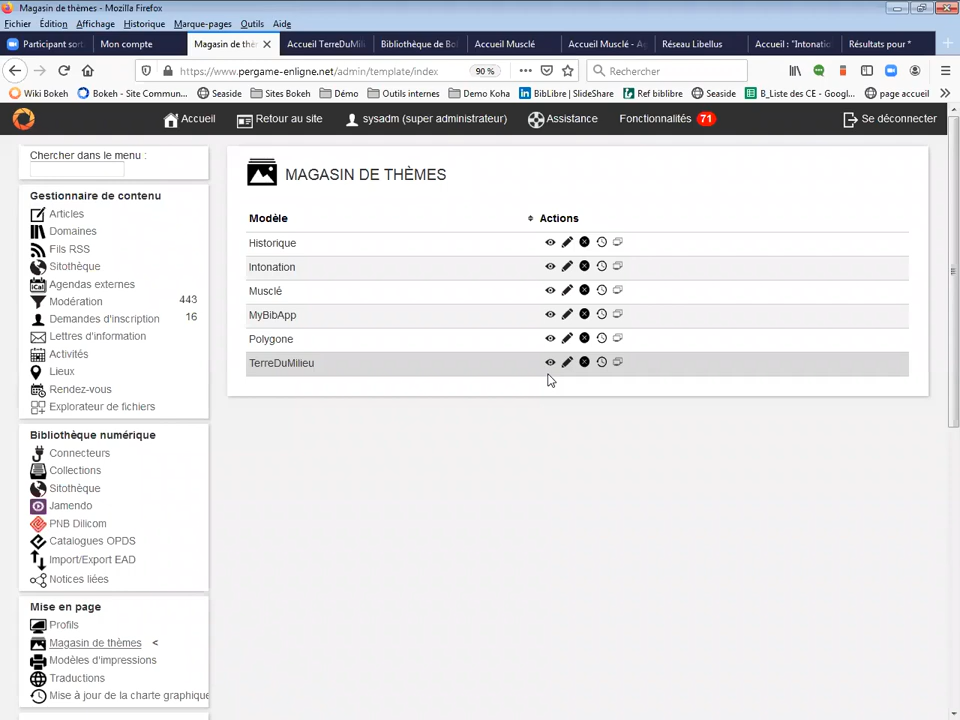 Magasin de thèmes - Mozilla Firefox
Fichier Édition Affichage Historique Marque-pages Outils Aide
Participant sort Mon compte Magasin de thèm Accueil TerreDuMilie Bibliothèque de Bok Accueil Musclé Accueil Musclé - Ag Réseau Libellus Accueil : "Intonatio Résultats pour *
https://www.pergame-enligne.net/admin/template/index 90 % Rechercher
Wiki Bokeh Bokeh - Site Commun... Seaside Sites Bokeh Démo Outils internes Demo Koha BibLibre | SlideShare Ref biblibre Seaside B_Liste des CE - Googl... page accueil
Accueil Retour au site sysadm (super administrateur) Assistance Fonctionnalités 71 Se déconnecter
Chercher dans le menu :
Gestionnaire de contenu
Articles
Domaines
Fils RSS
Sitothèque
Agendas externes
Modération 443
Demandes d'inscription 16
Lettres d'information
Activités
Lieux
Rendez-vous
Explorateur de fichiers
Bibliothèque numérique
Connecteurs
Collections
Sitothèque
Jamendo
PNB Dilicom
Catalogues OPDS
Import/Export EAD
Notices liées
Mise en page
Profils
Magasin de thèmes <
Modèles d'impressions
Traductions
Mise à jour de la charte graphique
MAGASIN DE THÈMES
Modèle Actions
Historique
Intonation
Musclé
MyBibApp
Polygone
TerreDuMilieu